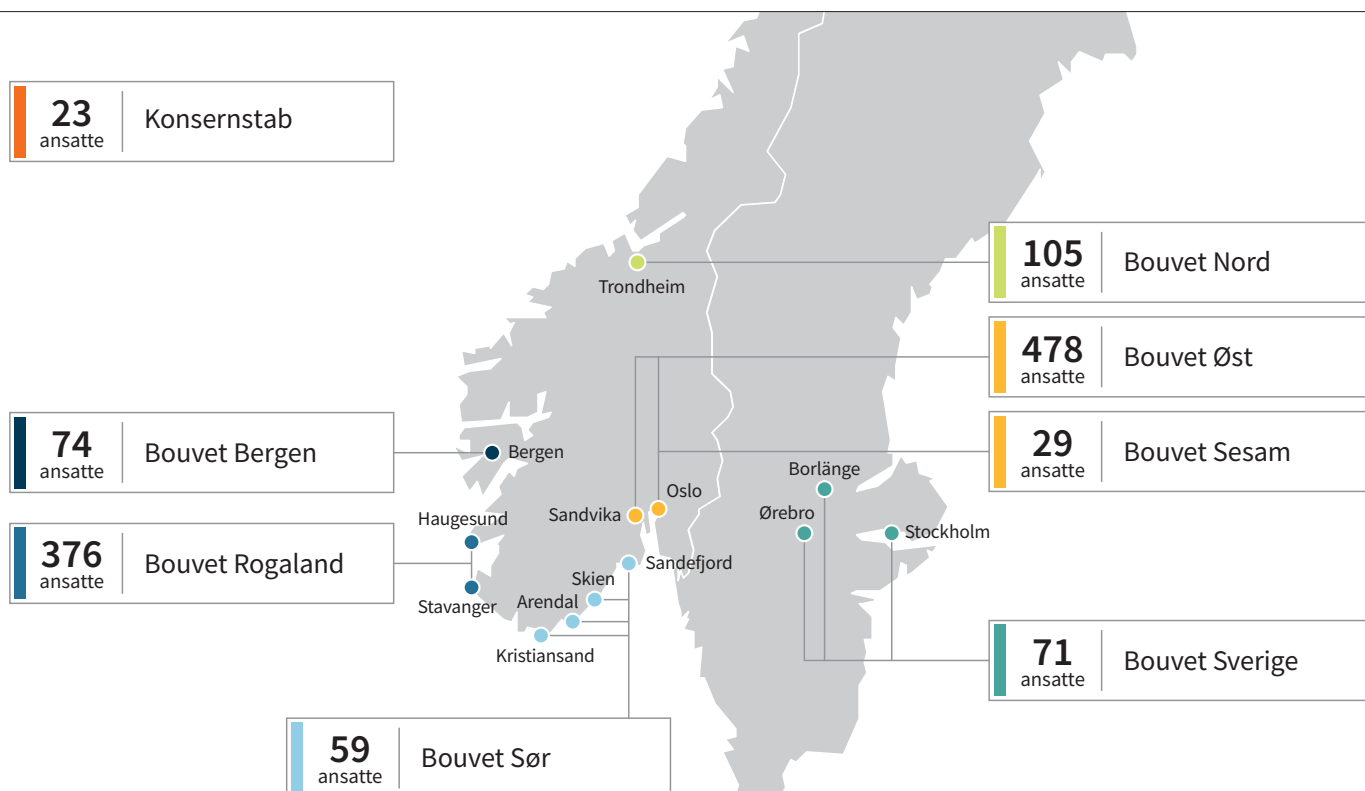 23
ansatte
Konsernstab
105
ansatte
Bouvet Nord
Trondheim
478
ansatte
Bouvet Øst
74
ansatte
Bouvet Bergen
Bergen
29
ansatte
Bouvet Sesam
Borlänge
Oslo
Sandvika
Ørebro
Haugesund
Stockholm
376
ansatte
Bouvet Rogaland
Sandefjord
Skien
Arendal
Stavanger
Kristiansand
71
ansatte
Bouvet Sverige
59
ansatte
Bouvet Sør